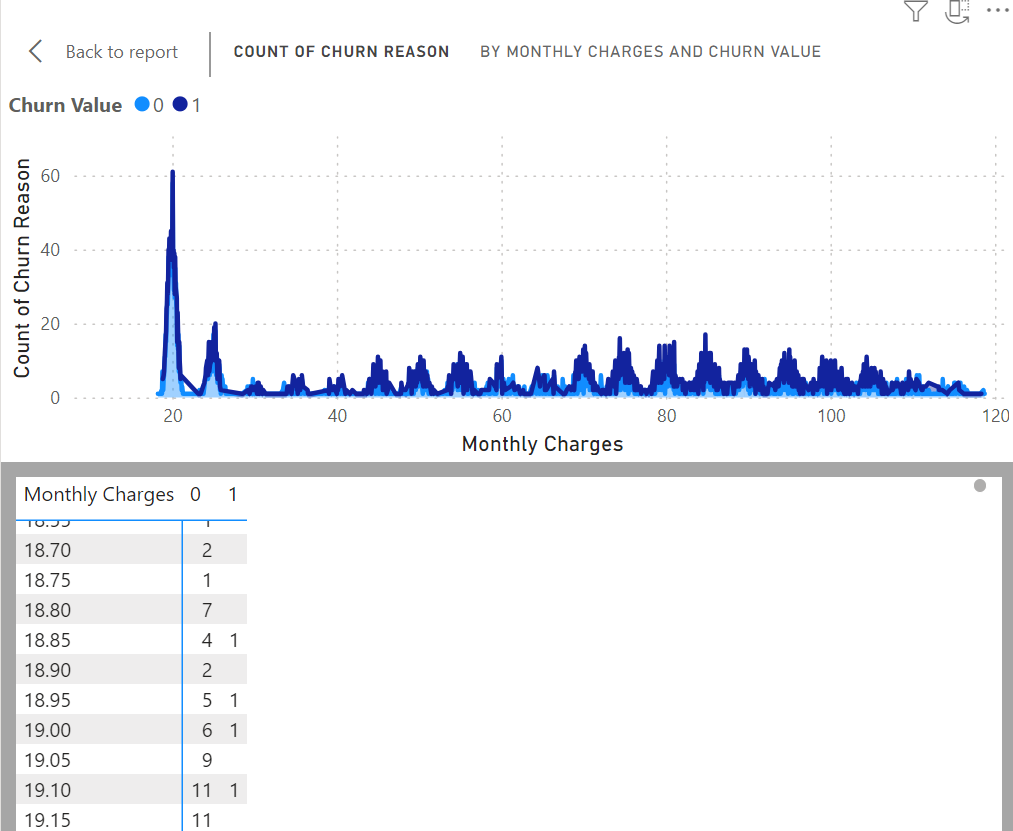 Back to report COUNT OF CHURN REASON BY MONTHLY CHARGES AND CHURN VALUE
Churn Value 0 1
Count of Churn Reason
60
40
20
0
20 40 60 80 100 120
Monthly Charges
Monthly Charges 0 1
18.70 2
18.75 1
18.80 7
18.85 4 1
18.90 2
18.95 5 1
19.00 6 1
19.05 9
19.10 11 1
19.15 11